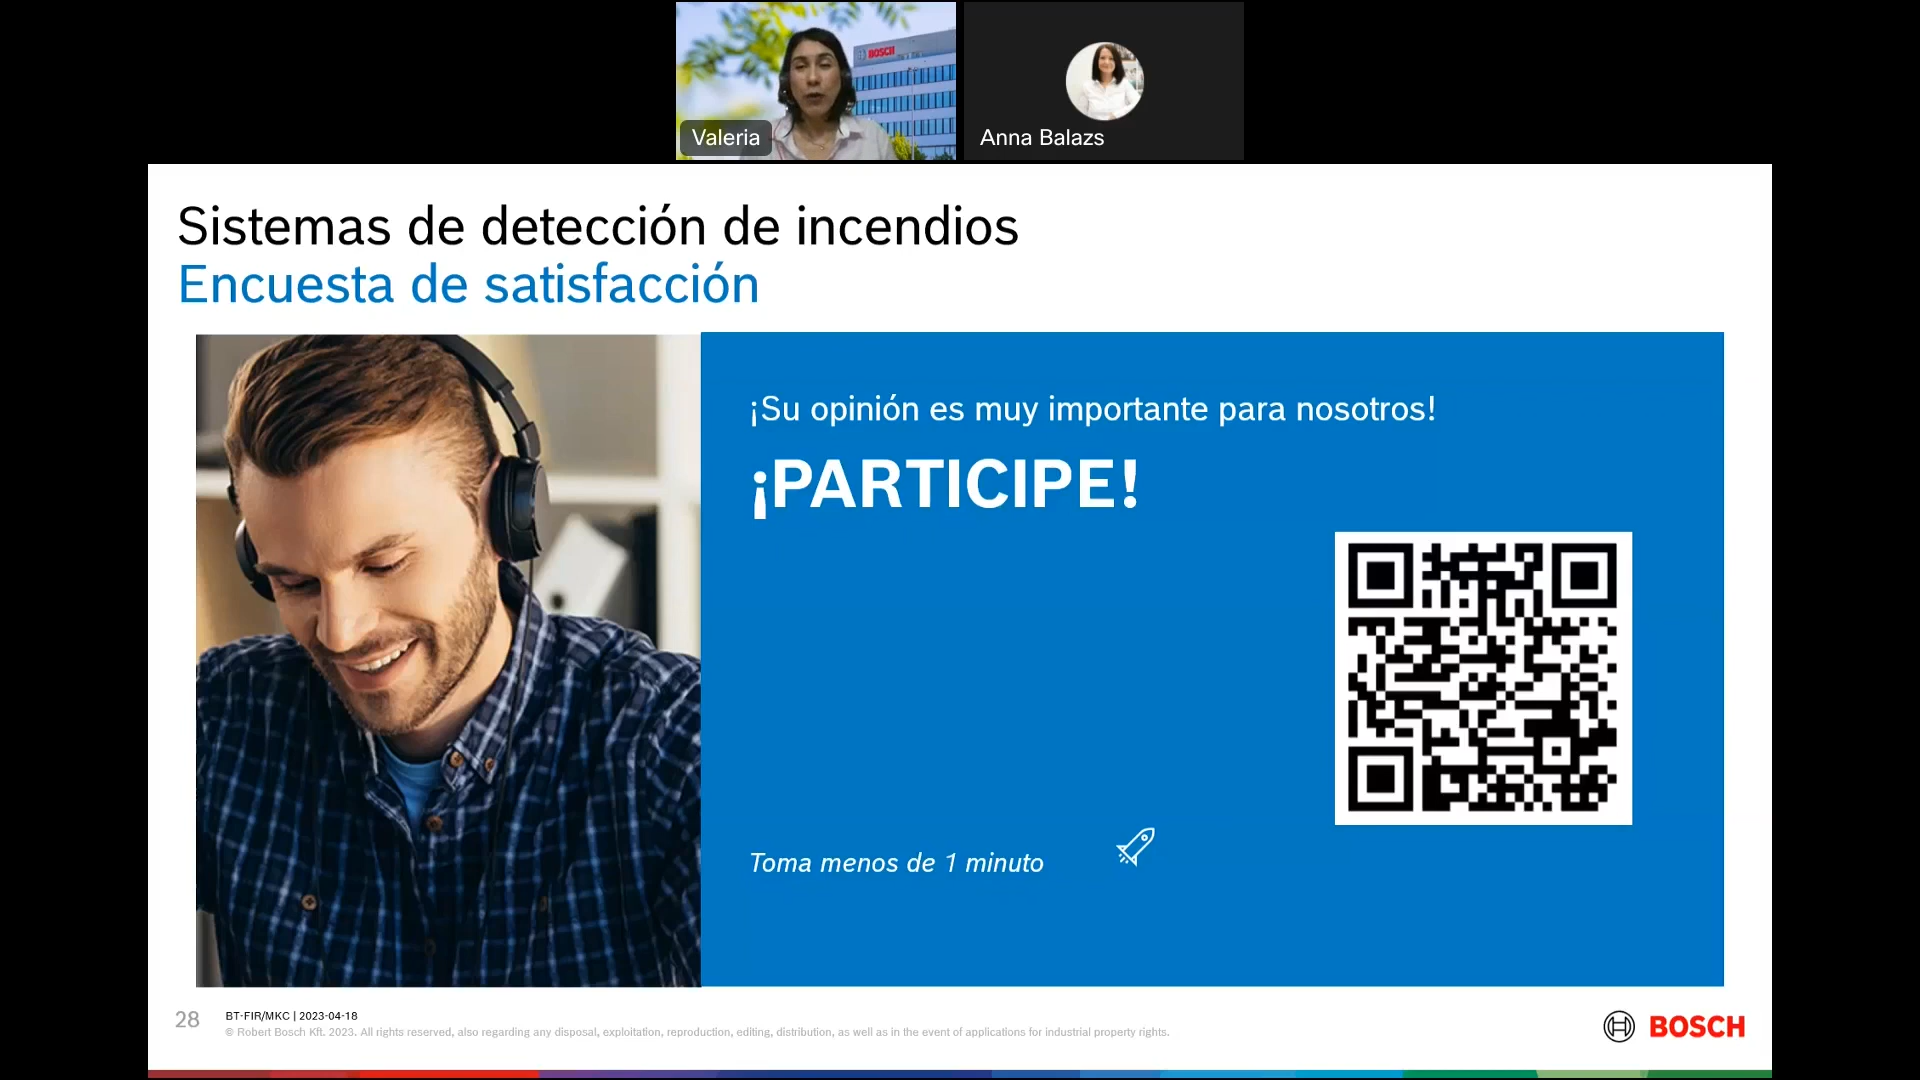 BOSCH
Valeria
Anna Balazs
Sistemas de detección de incendios
Encuesta de satisfacción
¡Su opinión es muy importante para nosotros!
¡PARTICIPE!
Toma menos de 1 minuto
28
BT-FIR/MKC | 2023-04-18
© Robert Bosch Kft. 2023. All rights reserved, also regarding any disposal, exploitation, reproduction, editing, distribution, as well as in the event of applications for industrial property rights.
BOSCH